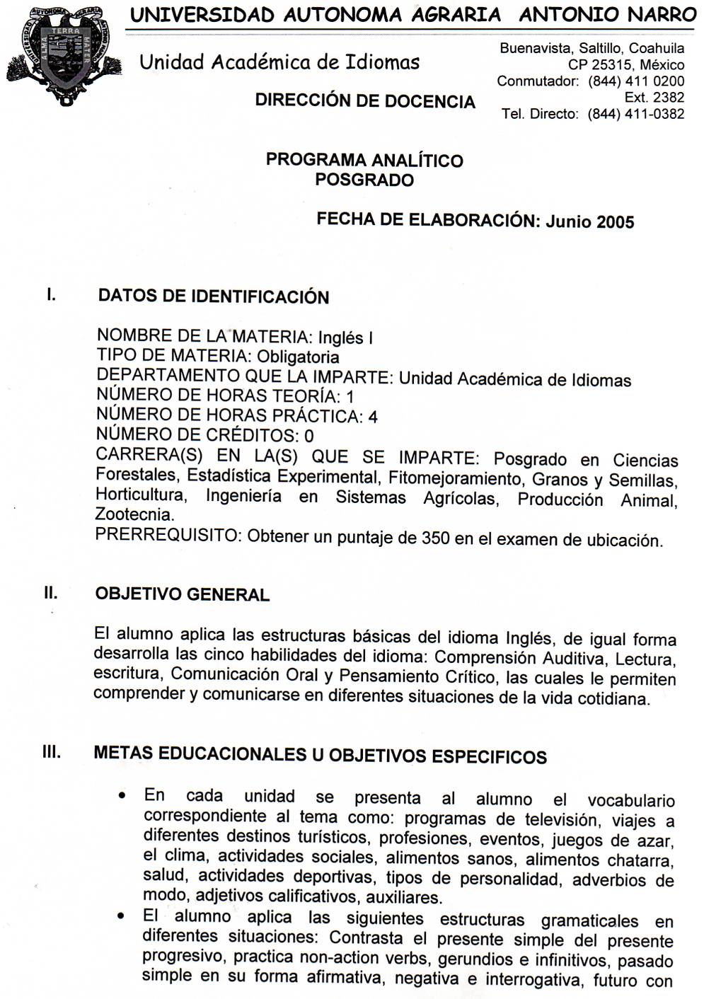 UNIVERSIDAD AUTONOMA AGRARIA ANTONIO NARRO
AUTONOMA AGRARIA
UNIVERSIDAD
ALMA TERRA MATER
Unidad Académica de Idiomas
DIRECCIÓN DE DOCENCIA
Buenavista, Saltillo, Coahuila
CP 25315, México
Conmutador: (844) 411 0200
Ext. 2382
Tel. Directo: (844) 411-0382
PROGRAMA ANALÍTICO
POSGRADO
FECHA DE ELABORACIÓN: Junio 2005
I. DATOS DE IDENTIFICACIÓN
NOMBRE DE LA MATERIA: Inglés I
TIPO DE MATERIA: Obligatoria
DEPARTAMENTO QUE LA IMPARTE: Unidad Académica de Idiomas
NÚMERO DE HORAS TEORÍA: 1
NÚMERO DE HORAS PRÁCTICA: 4
NÚMERO DE CRÉDITOS: 0
CARRERA(S) EN LA(S) QUE SE IMPARTE: Posgrado en Ciencias
Forestales, Estadística Experimental, Fitomejoramiento, Granos y Semillas,
Horticultura, Ingeniería en Sistemas Agrícolas, Producción Animal,
Zootecnia.
PRERREQUISITO: Obtener un puntaje de 350 en el examen de ubicación.
II. OBJETIVO GENERAL
El alumno aplica las estructuras básicas del idioma Inglés, de igual forma
desarrolla las cinco habilidades del idioma: Comprensión Auditiva, Lectura,
escritura, Comunicación Oral y Pensamiento Crítico, las cuales le permiten
comprender y comunicarse en diferentes situaciones de la vida cotidiana.
III. METAS EDUCACIONALES U OBJETIVOS ESPECIFICOS
• En cada unidad se presenta al alumno el vocabulario
correspondiente al tema como: programas de televisión, viajes a
diferentes destinos turísticos, profesiones, eventos, juegos de azar,
el clima, actividades sociales, alimentos sanos, alimentos chatarra,
salud, actividades deportivas, tipos de personalidad, adverbios de
modo, adjetivos calificativos, auxiliares.
• El alumno aplica las siguientes estructuras gramaticales en
diferentes situaciones: Contrasta el presente simple del presente
progresivo, practica non-action verbs, gerundios e infinitivos, pasado
simple en su forma afirmativa, negativa e interrogativa, futuro con